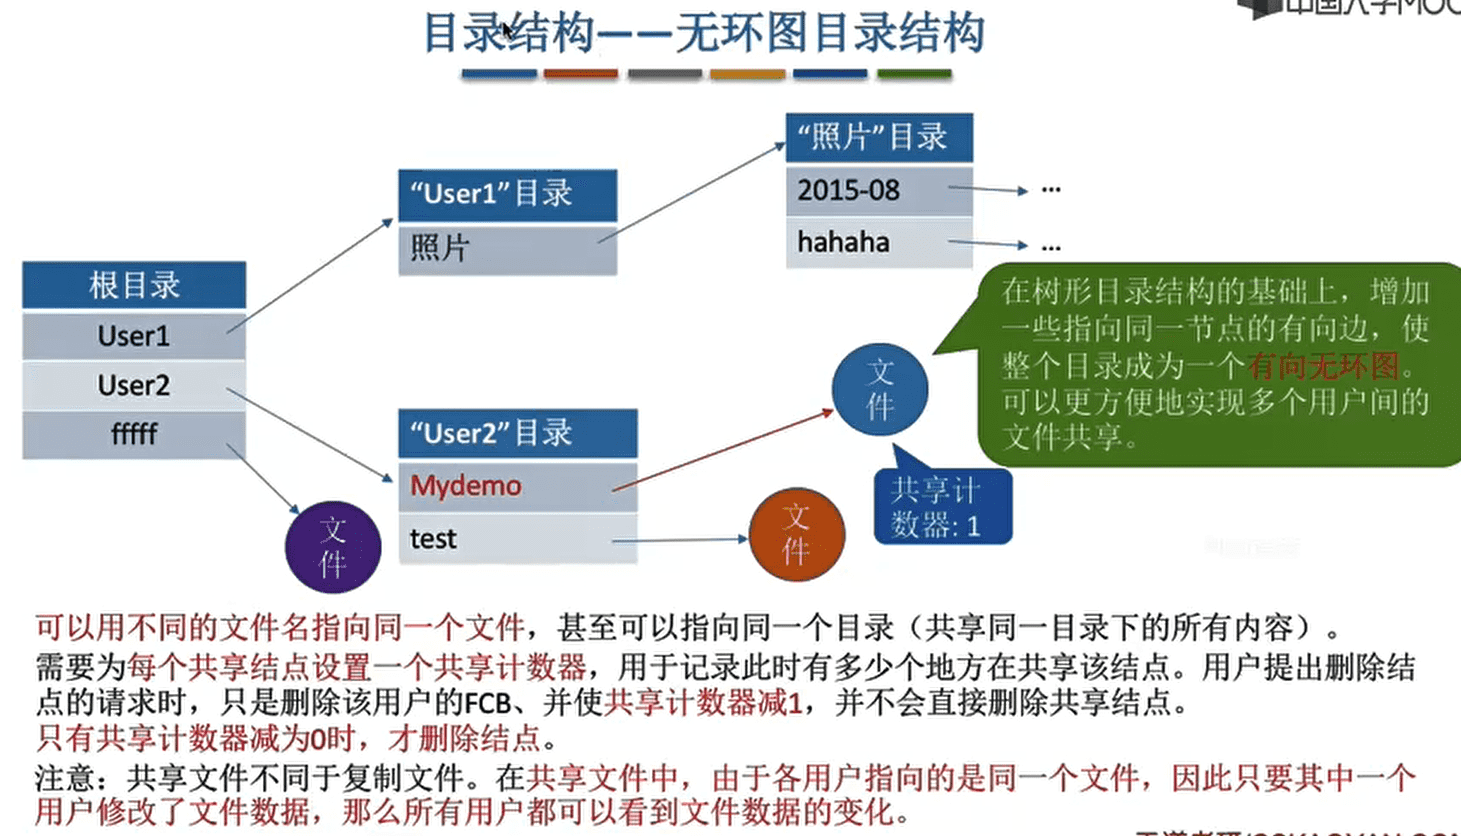 目录结构——无环图目录结构
“照片”目录
2015-08
...
hahaha
...
“User1”目录
照片
根目录
User1
User2
fffff
文
件
“User2”目录
Mydemo
test
文
件
文
件
共享计
数器: 1
在树形目录结构的基础上，增加
一些指向同一节点的有向边，使
整个目录成为一个有向无环图。
可以更方便地实现多个用户间的
文件共享。
可以用不同的文件名指向同一个文件，甚至可以指向同一个目录（共享同一目录下的所有内容）。
需要为每个共享结点设置一个共享计数器，用于记录此时有多少个地方在共享该结点。用户提出删除结
点的请求时，只是删除该用户的FCB、并使共享计数器减1，并不会直接删除共享结点。
只有共享计数器减为0时，才删除结点。
注意：共享文件不同于复制文件。在共享文件中，由于各用户指向的是同一个文件，因此只要其中一个
用户修改了文件数据，那么所有用户都可以看到文件数据的变化。